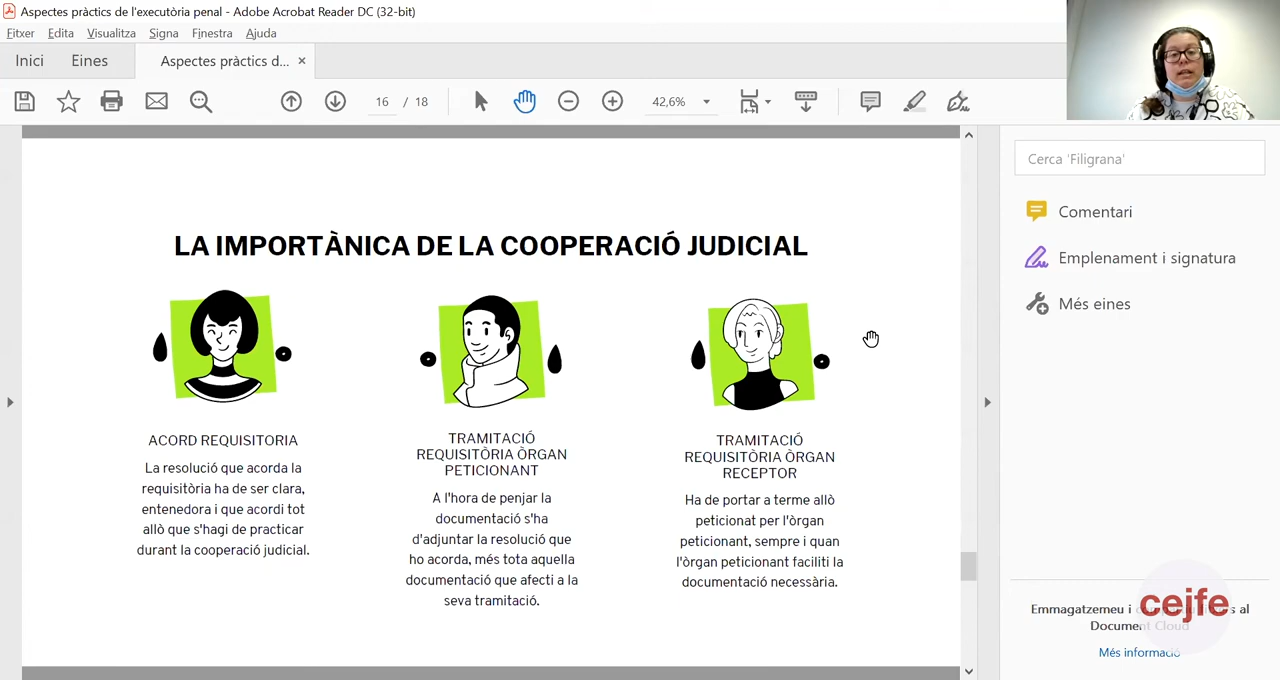 Aspectes pràctics de l'executòria penal - Adobe Acrobat Reader DC (32-bit)
Fitxer Edita Visualitza Signa Finestra Ajuda
Inici Eines Aspectes pràctics d... ×
16 / 18 42,6%
Cerca 'Filigrana'
Comentari
Emplenament i signatura
Més eines
LA IMPORTÀNICA DE LA COOPERACIÓ JUDICIAL
ACORD REQUISITORIA
La resolució que acorda la
requisitòria ha de ser clara,
entenedora i que acordi tot
allò que s'hagi de practicar
durant la cooperació judicial.
TRAMITACIÓ
REQUISITÒRIA ÒRGAN
PETICIONANT
A l'hora de penjar la
documentació s'ha
d'adjuntar la resolució que
ho acorda, més tota aquella
documentació que afecti a la
seva tramitació.
TRAMITACIÓ
REQUISITÒRIA ÒRGAN
RECEPTOR
Ha de portar a terme allò
peticionat per l'òrgan
peticionant, sempre i quan
l'òrgan peticionant faciliti la
documentació necessària.
cejfe
Emmagatzemeu i al
Document Cloud
Més informació